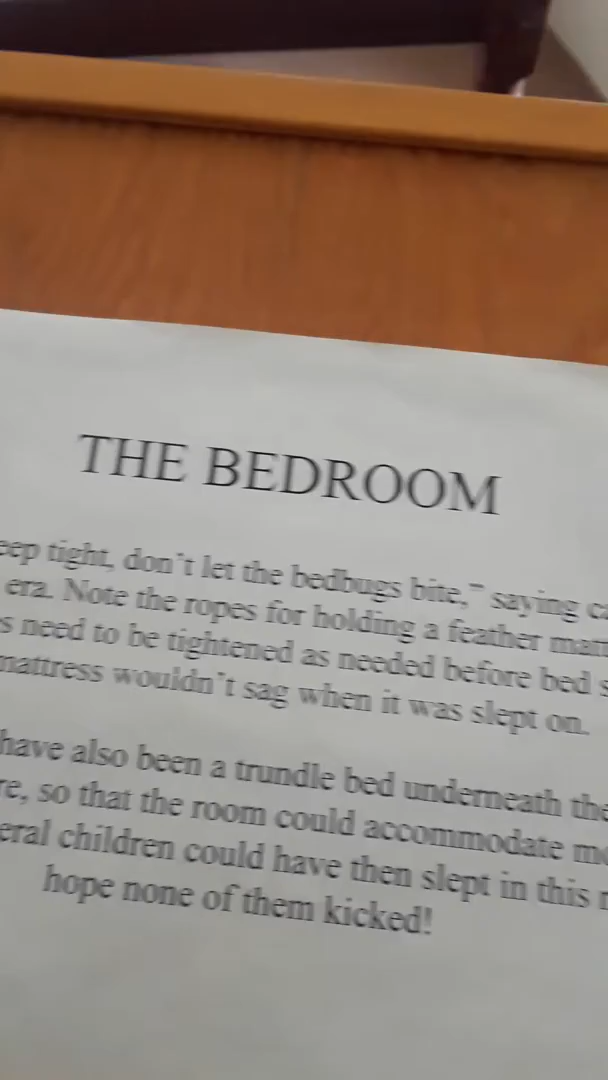 THE BEDROOM
eep tight, don't let the bedbugs bite," saying c
era. Note the ropes for holding a feather mat
s need to be tightened as needed before bed s
mattress wouldn't sag when it was slept on.
have also been a trundle bed underneath the
re, so that the room could accommodate m
eral children could have then slept in this r
hope none of them kicked!